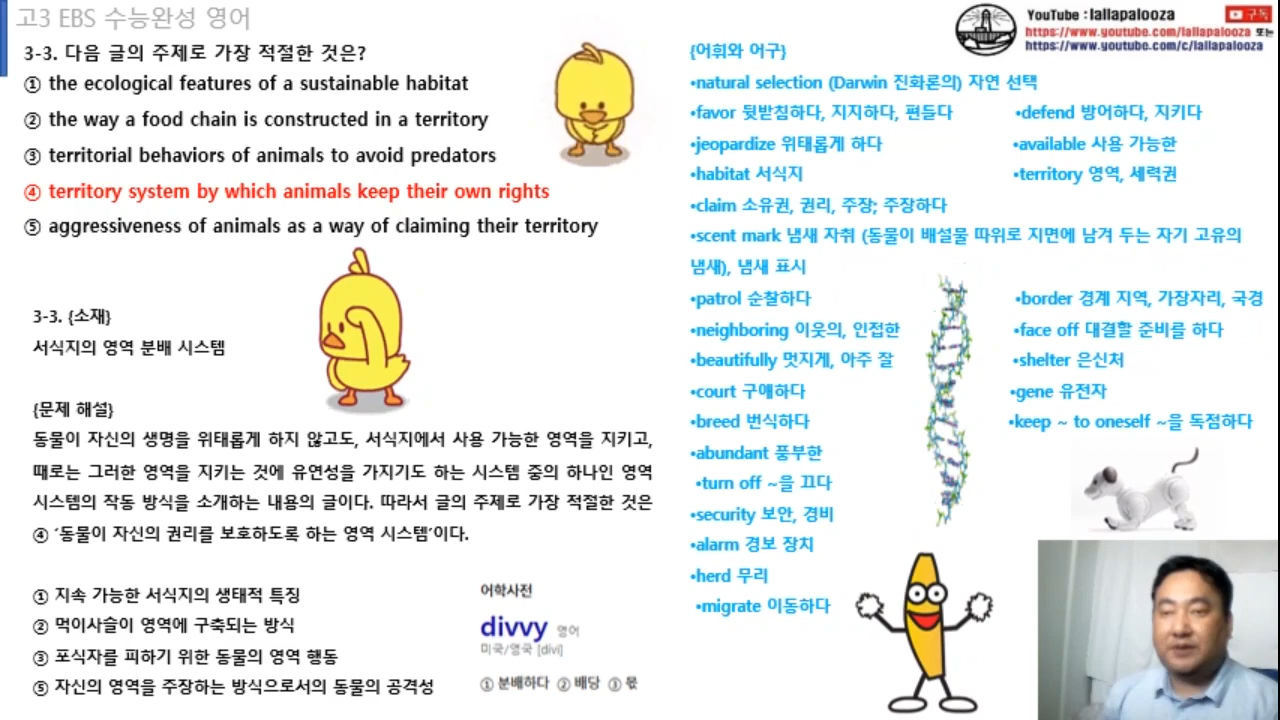 고3 EBS 수능완성 영어
3-3. 다음 글의 주제로 가장 적절한 것은?
① the ecological features of a sustainable habitat
② the way a food chain is constructed in a territory
③ territorial behaviors of animals to avoid predators
④ territory system by which animals keep their own rights
⑤ aggressiveness of animals as a way of claiming their territory
3-3. {소재}
서식지의 영역 분배 시스템
{문제 해설}
동물이 자신의 생명을 위태롭게 하지 않고도, 서식지에서 사용 가능한 영역을 지키고,
때로는 그러한 영역을 지키는 것에 유연성을 가지기도 하는 시스템 중의 하나인 영역
시스템의 작동 방식을 소개하는 내용의 글이다. 따라서 글의 주제로 가장 적절한 것은
④ ‘동물이 자신의 권리를 보호하도록 하는 영역 시스템’이다.
① 지속 가능한 서식지의 생태적 특징
② 먹이사슬이 영역에 구축되는 방식
③ 포식자를 피하기 위한 동물의 영역 행동
⑤ 자신의 영역을 주장하는 방식으로서의 동물의 공격성
어학사전
divvy 영어
미국/영국 [divi]
① 분배하다 ② 배당 ③ 몫
YouTube : lallapalooza 구독
https://www.youtube.com/lallapalooza 또는
https://www.youtube.com/c/lallapalooza
{어휘와 어구}
•natural selection (Darwin 진화론의) 자연 선택
•favor 뒷받침하다, 지지하다, 편들다 •defend 방어하다, 지키다
•jeopardize 위태롭게 하다 •available 사용 가능한
•habitat 서식지 •territory 영역, 세력권
•claim 소유권, 권리, 주장; 주장하다
•scent mark 냄새 자취 (동물이 배설물 따위로 지면에 남겨 두는 자기 고유의
냄새), 냄새 표시
•patrol 순찰하다 •border 경계 지역, 가장자리, 국경
•neighboring 이웃의, 인접한 •face off 대결할 준비를 하다
•beautifully 멋지게, 아주 잘 •shelter 은신처
•court 구애하다 •gene 유전자
•breed 번식하다 •keep ~ to oneself ~을 독점하다
•abundant 풍부한
•turn off ~을 끄다
•security 보안, 경비
•alarm 경보 장치
•herd 무리
•migrate 이동하다